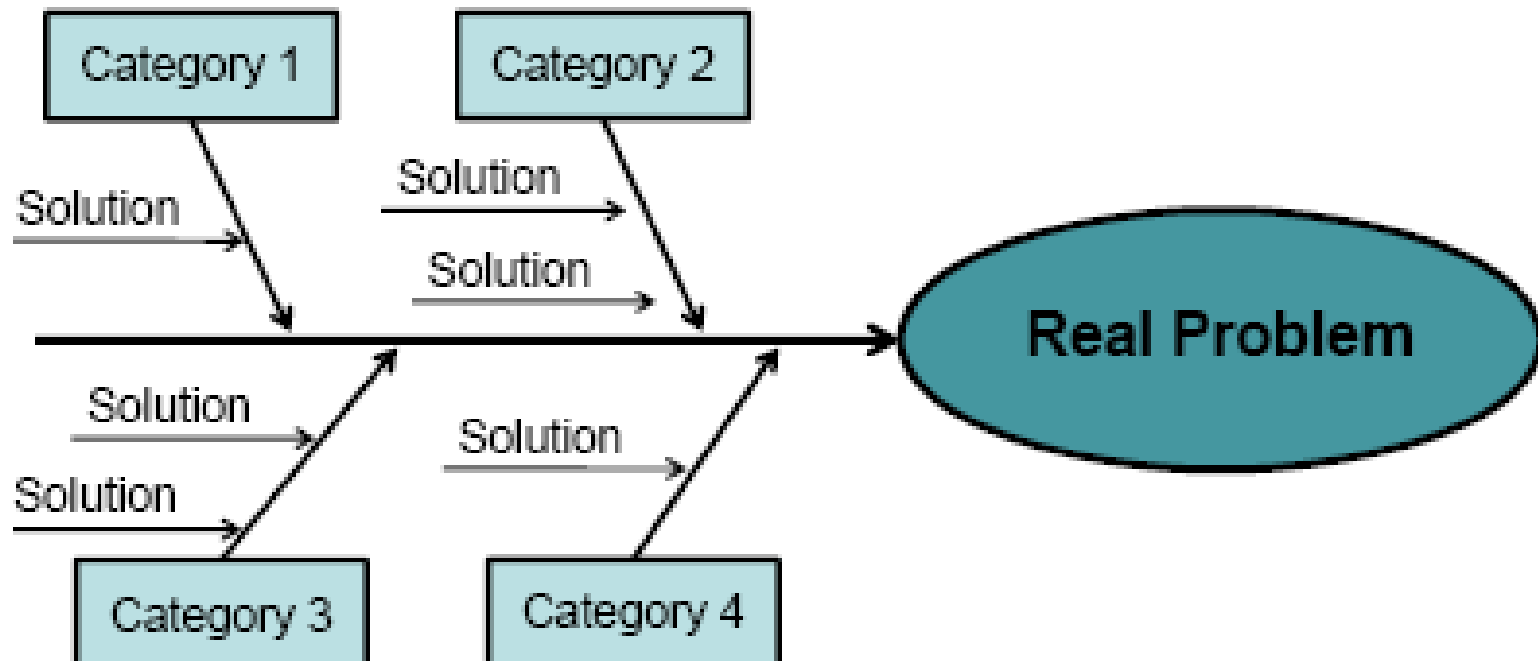 Category 1
Category 2
Solution
Solution
Solution
Real Problem
Solution
Solution
Solution
Category 3
Category 4